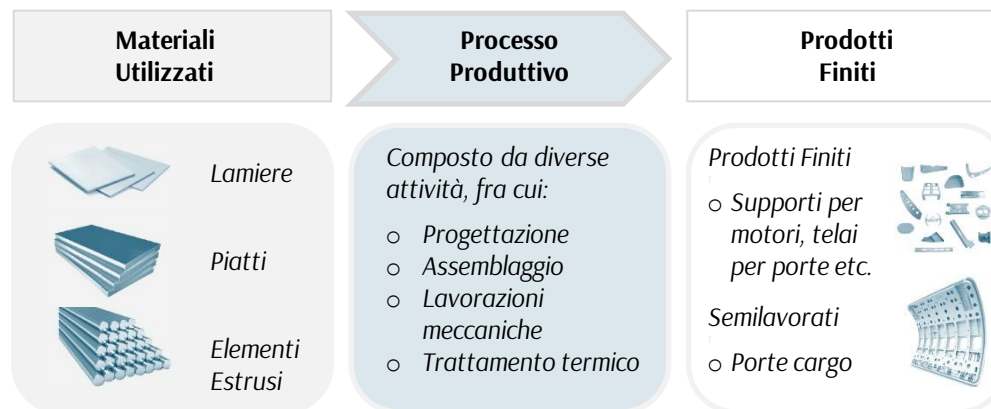 Materiali
Utilizzati
Processo
Produttivo
Prodotti
Finiti
Lamiere
Piatti
Elementi
Estrusi
Composto da diverse
attività, fra cui:
o Progettazione
o Assemblaggio
o Lavorazioni
meccaniche
o Trattamento termico
Prodotti Finiti
o Supporti per
motori, telai
per porte etc.
Semilavorati
o Porte cargo